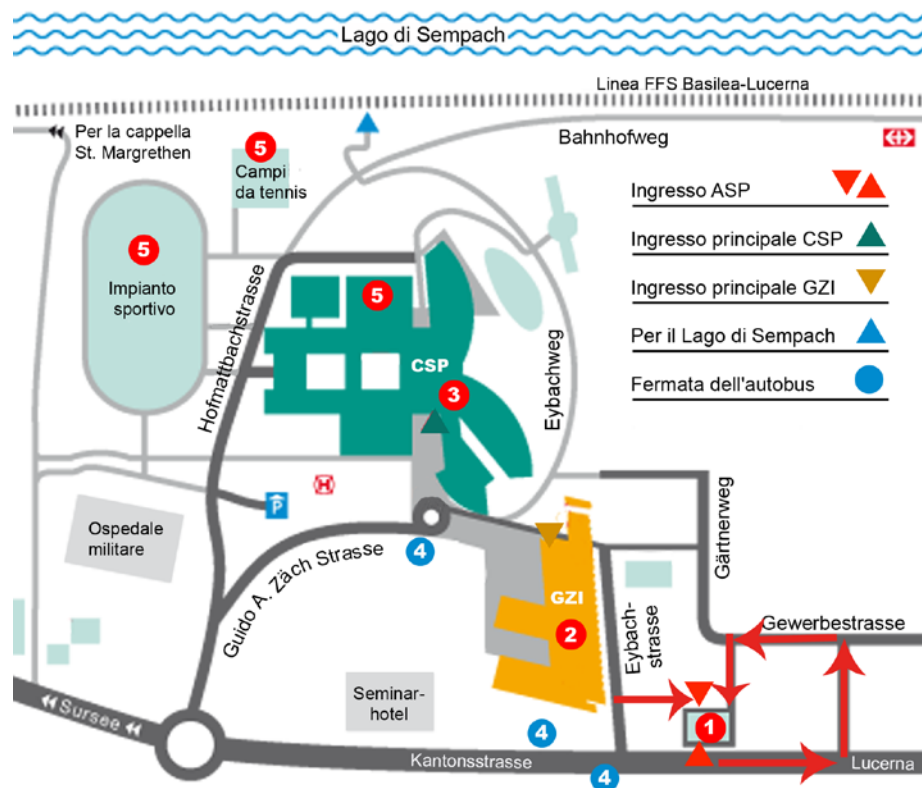 Lago di Sempach
Linea FFS Basilea-Lucerna
Per la cappella
St. Margrethen
Bahnhofweg
5
Campi
da tennis
Ingresso ASP
Ingresso principale CSP
Ingresso principale GZI
Per il Lago di Sempach
Fermata dell'autobus
5
Impianto
sportivo
5
Hofmattbachstrasse
CSP
3
Eybachweg
H
P
Ospedale
militare
4
Guido A. Zäch Strasse
GZI
2
Eybach-
strasse
Gärtnerweg
Gewerbestrasse
Seminar-
hotel
1
Sursee
4
Kantonsstrasse
4
Lucerna